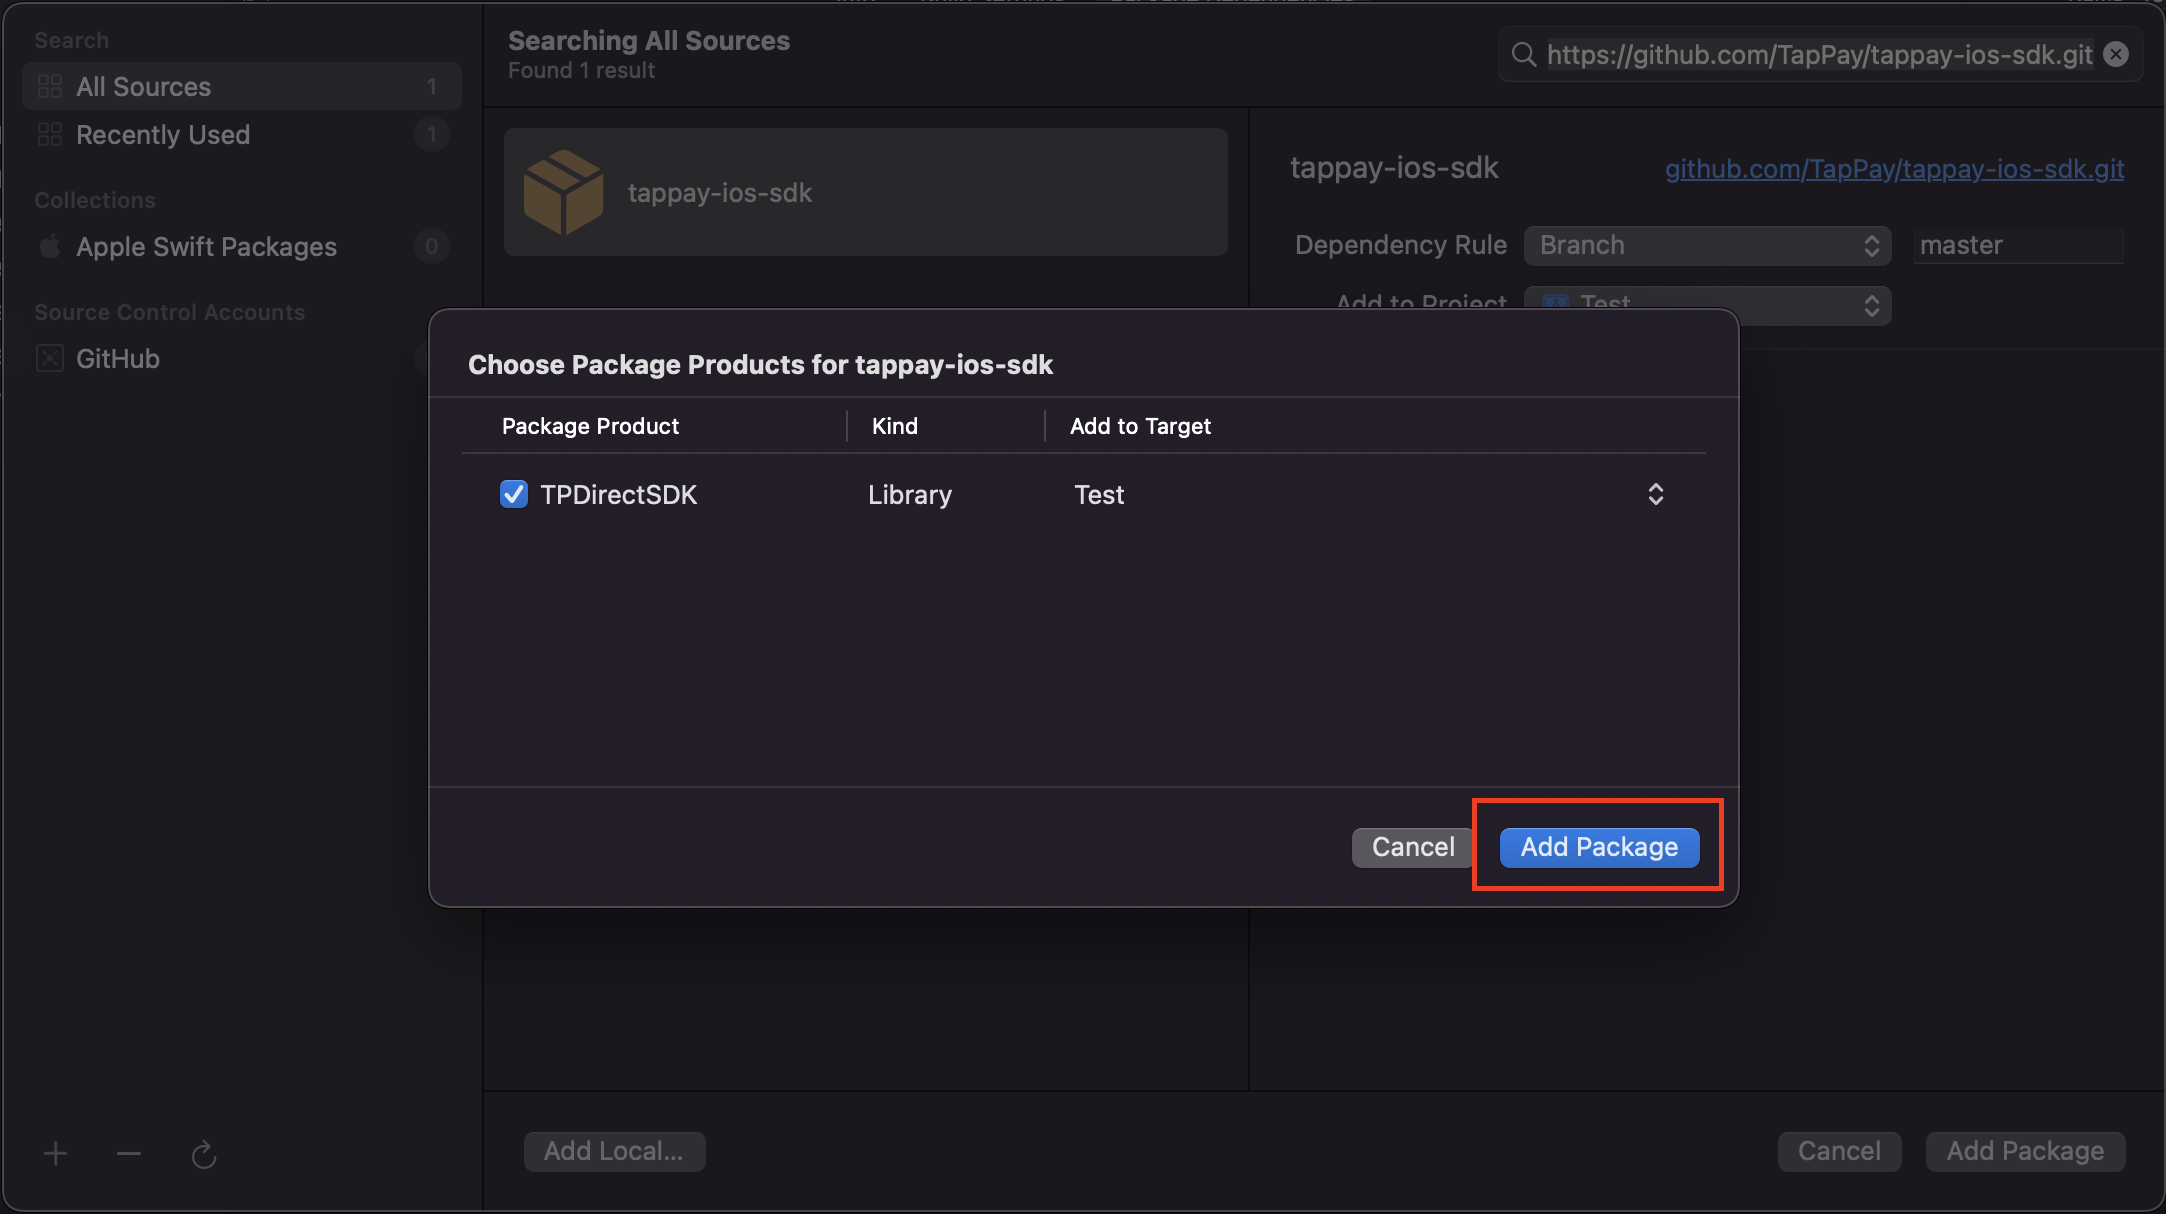 Search
All Sources 1
Recently Used 1
Collections
Apple Swift Packages 0
Source Control Accounts
GitHub
Searching All Sources
Found 1 result
https://github.com/TapPay/tappay-ios-sdk.git
tappay-ios-sdk
tappay-ios-sdk github.com/TapPay/tappay-ios-sdk.git
Dependency Rule Branch master
Add to Project Test
Choose Package Products for tappay-ios-sdk
Package Product Kind Add to Target
TPDirectSDK Library Test
Cancel Add Package
Add Local... Cancel Add Package